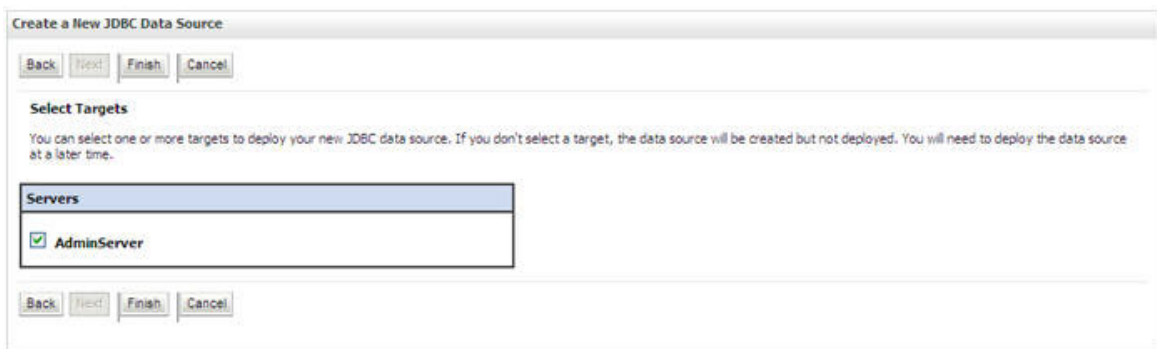 Create a New JDBC Data Source
Back Next Finish Cancel
Select Targets
You can select one or more targets to deploy your new JDBC data source. If you don't select a target, the data source will be created but not deployed. You will need to deploy the data source
at a later time.
Servers
AdminServer
Back Next Finish Cancel